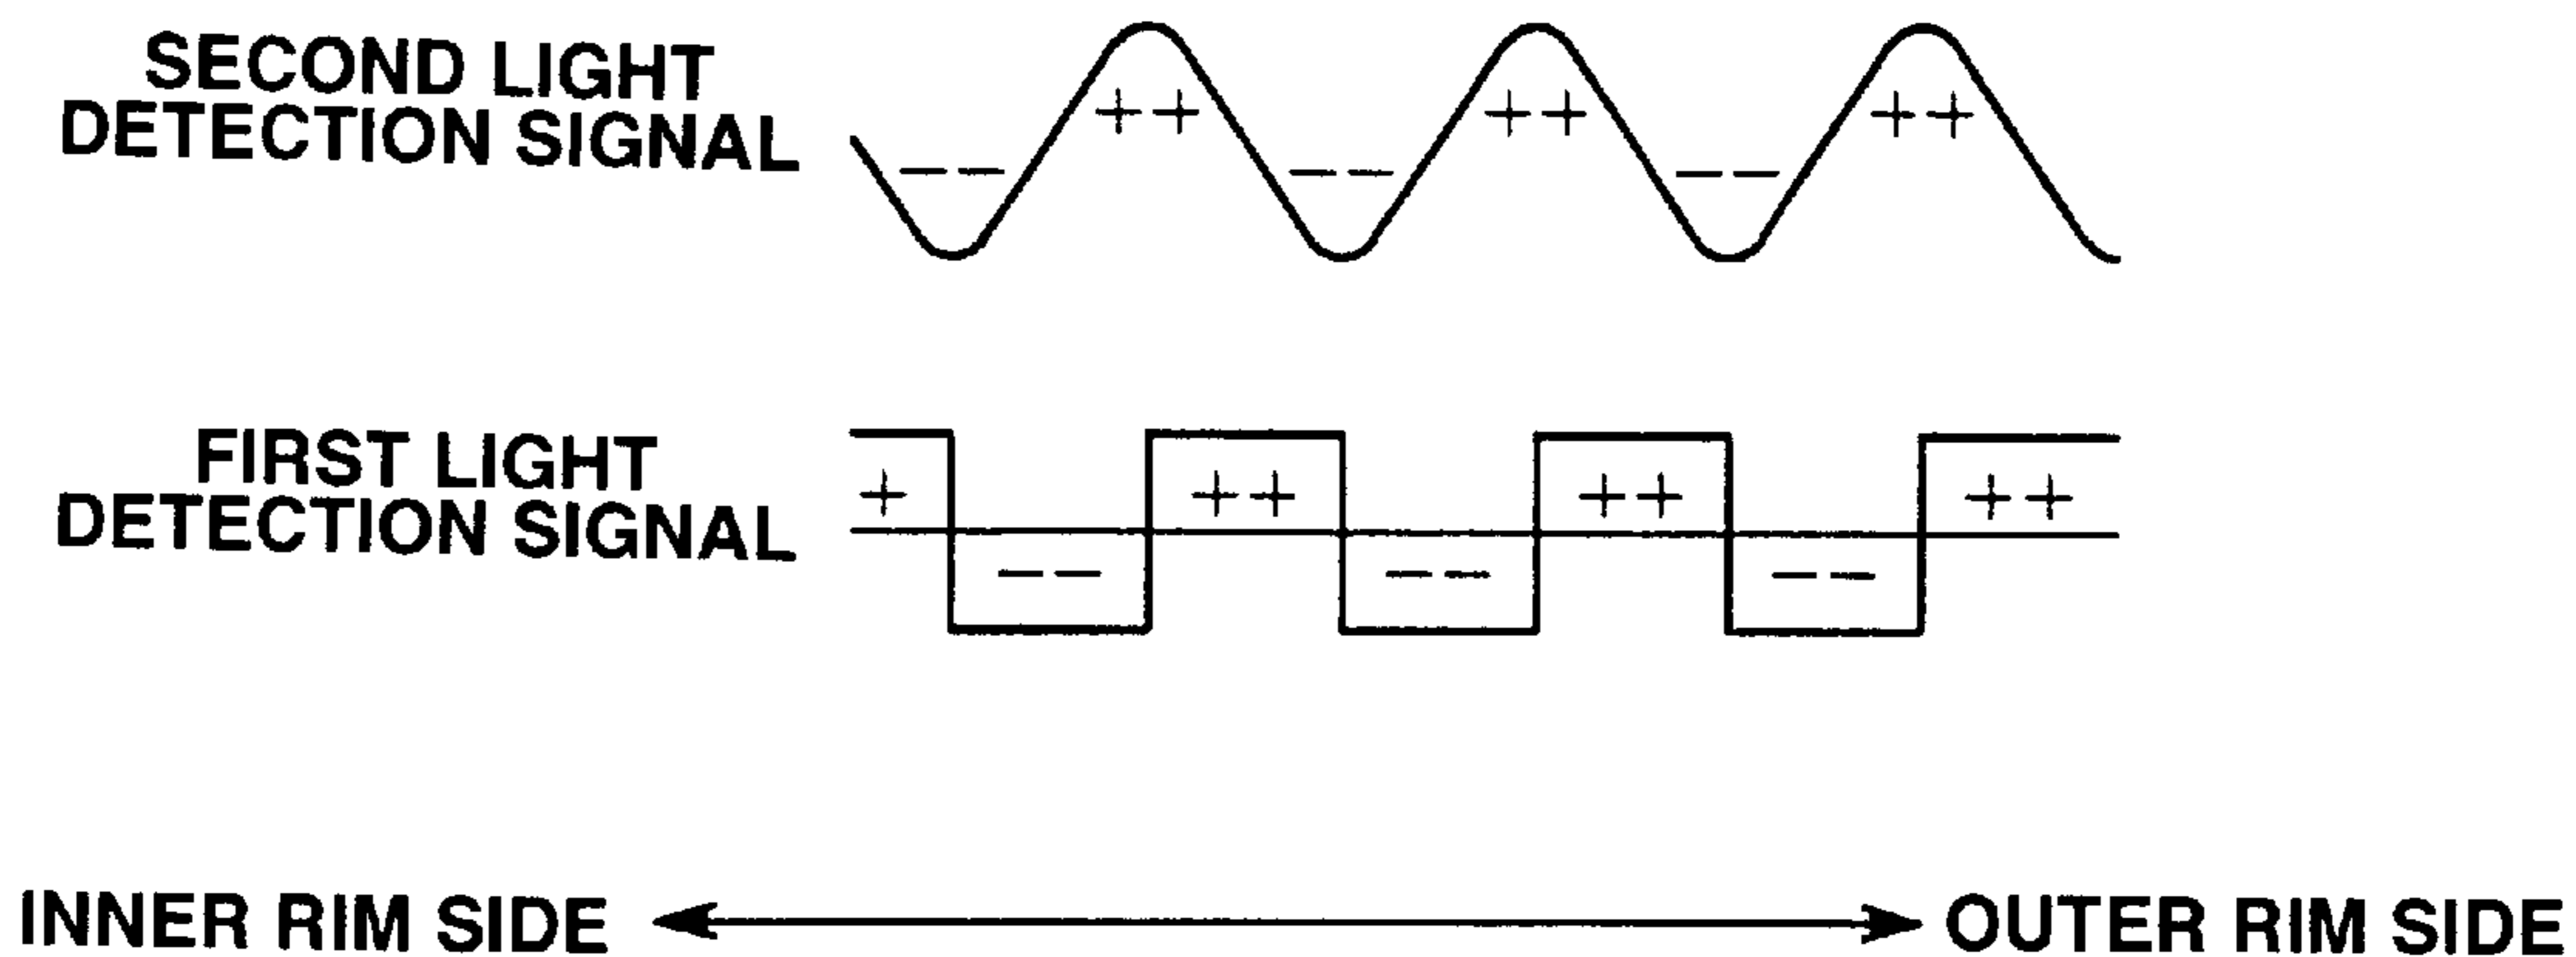 SECOND LIGHT
DETECTION SIGNAL
++ ++ ++
-- -- --
FIRST LIGHT
DETECTION SIGNAL
+ ++ ++ ++
-- -- --
INNER RIM SIDE
OUTER RIM SIDE